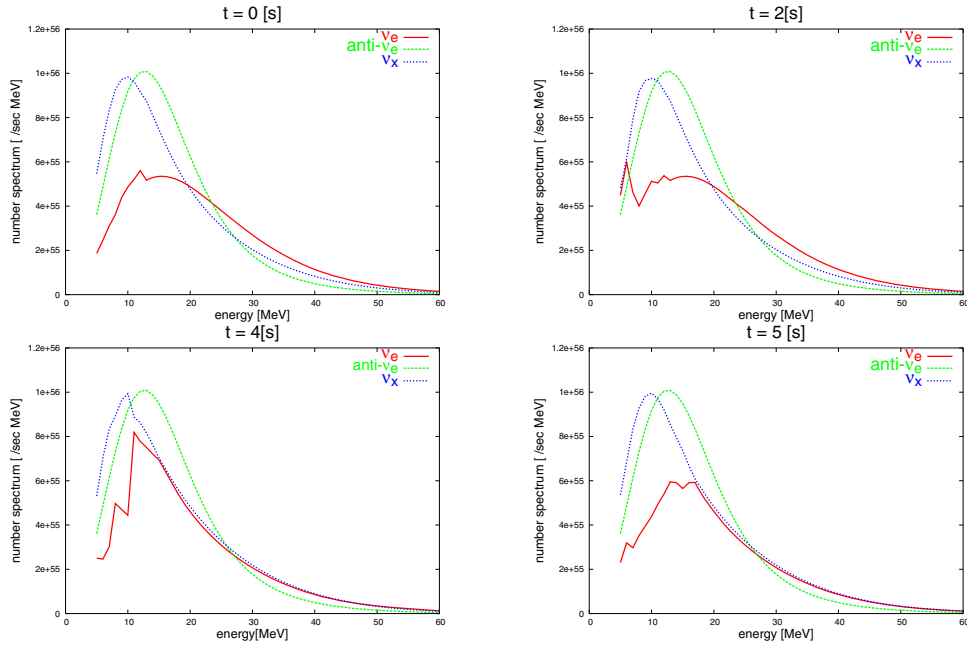 t = 0 [s]
number spectrum [ /sec MeV]
1.2e+56
1e+56
8e+55
6e+55
4e+55
2e+55
0
νe
anti-νe
νx
0 10 20 30 40 50 60
energy [MeV]
t = 2[s]
number spectrum [ /sec MeV]
1.2e+56
1e+56
8e+55
6e+55
4e+55
2e+55
0
νe
anti-νe
νx
0 10 20 30 40 50 60
energy [MeV]
t = 4[s]
number spectrum [ /sec MeV]
1.2e+56
1e+56
8e+55
6e+55
4e+55
2e+55
0
νe
anti-νe
νx
0 10 20 30 40 50 60
energy[MeV]
t = 5 [s]
number spectrum [ /sec MeV]
1.2e+56
1e+56
8e+55
6e+55
4e+55
2e+55
0
νe
anti-νe
νx
0 10 20 30 40 50 60
energy [MeV]